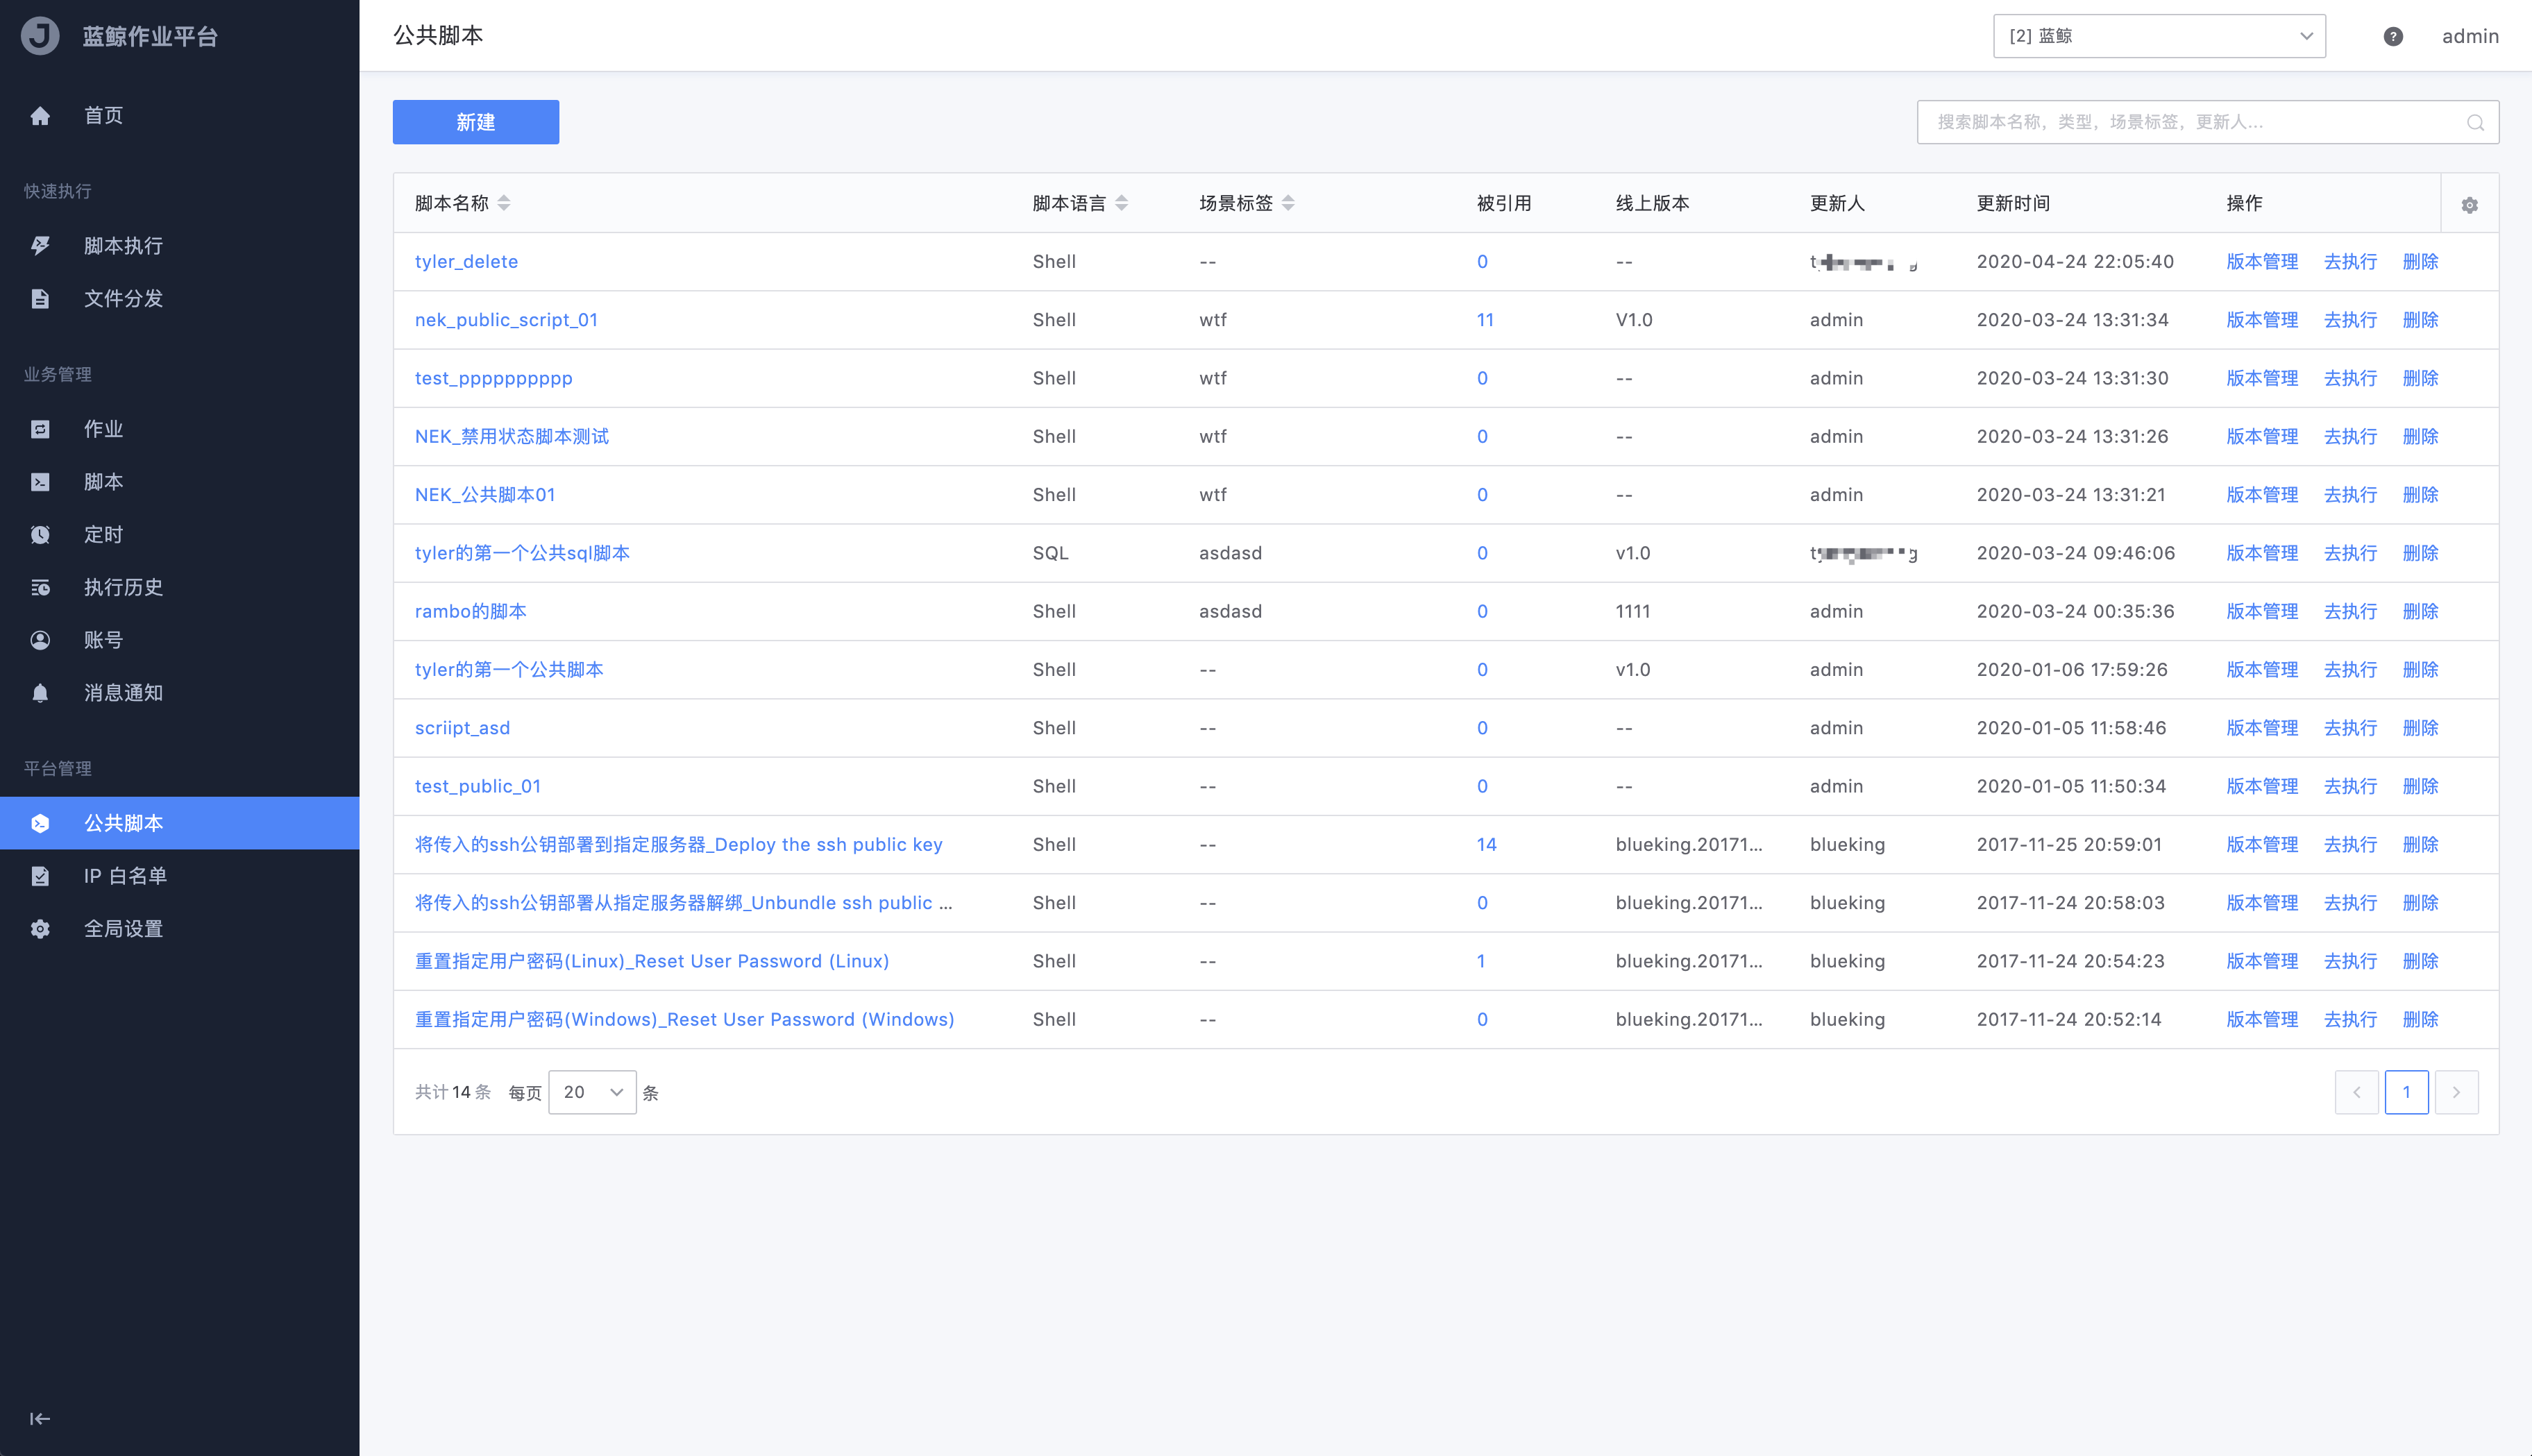 蓝鲸作业平台
首页
快速执行
脚本执行
文件分发
业务管理
作业
脚本
定时
执行历史
账号
消息通知
平台管理
公共脚本
IP 白名单
全局设置
公共脚本 [2] 蓝鲸 ? admin
新建 搜索脚本名称，类型，场景标签，更新人...
脚本名称 脚本语言 场景标签 被引用 线上版本 更新人 更新时间 操作
tyler_delete Shell -- 0 -- 2020-04-24 22:05:40 版本管理 去执行 删除
nek_public_script_01 Shell wtf 11 V1.0 admin 2020-03-24 13:31:34 版本管理 去执行 删除
test_pppppppppp Shell wtf 0 -- admin 2020-03-24 13:31:30 版本管理 去执行 删除
NEK_禁用状态脚本测试 Shell wtf 0 -- admin 2020-03-24 13:31:26 版本管理 去执行 删除
NEK_公共脚本01 Shell wtf 0 -- admin 2020-03-24 13:31:21 版本管理 去执行 删除
tyler的第一个公共sql脚本 SQL asdasd 0 v1.0 2020-03-24 09:46:06 版本管理 去执行 删除
rambo的脚本 Shell asdasd 0 1111 admin 2020-03-24 00:35:36 版本管理 去执行 删除
tyler的第一个公共脚本 Shell -- 0 v1.0 admin 2020-01-06 17:59:26 版本管理 去执行 删除
scriipt_asd Shell -- 0 -- admin 2020-01-05 11:58:46 版本管理 去执行 删除
test_public_01 Shell -- 0 -- admin 2020-01-05 11:50:34 版本管理 去执行 删除
将传入的ssh公钥部署到指定服务器_Deploy the ssh public key Shell -- 14 blueking.20171... blueking 2017-11-25 20:59:01 版本管理 去执行 删除
将传入的ssh公钥部署从指定服务器解绑_Unbundle ssh public ... Shell -- 0 blueking.20171... blueking 2017-11-24 20:58:03 版本管理 去执行 删除
重置指定用户密码(Linux)_Reset User Password (Linux) Shell -- 1 blueking.20171... blueking 2017-11-24 20:54:23 版本管理 去执行 删除
重置指定用户密码(Windows)_Reset User Password (Windows) Shell -- 0 blueking.20171... blueking 2017-11-24 20:52:14 版本管理 去执行 删除
共计 14 条 每页 20 条 1